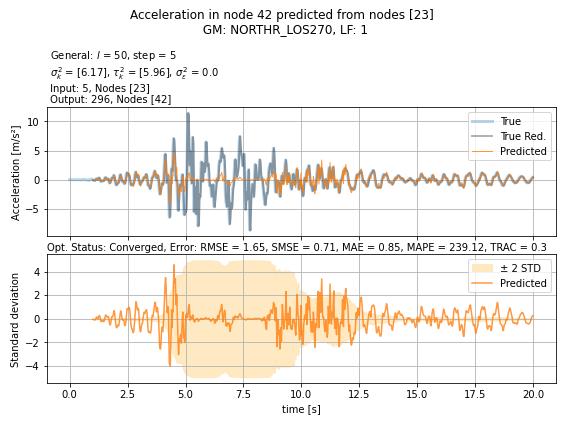 Acceleration in node 42 predicted from nodes [23]
GM: NORTHR_LOS270, LF: 1
General: l = 50, step = 5
σ²ₖ = [6.17], τ²ₖ = [5.96], σ²ₑ = 0.0
Input: 5, Nodes [23]
Output: 296, Nodes [42]
Acceleration [m/s²]
10
5
0
−5
True
True Red.
Predicted
Opt. Status: Converged, Error: RMSE = 1.65, SMSE = 0.71, MAE = 0.85, MAPE = 239.12, TRAC = 0.3
Standard deviation
4
2
0
−2
−4
± 2 STD
Predicted
0.0 2.5 5.0 7.5 10.0 12.5 15.0 17.5 20.0
time [s]